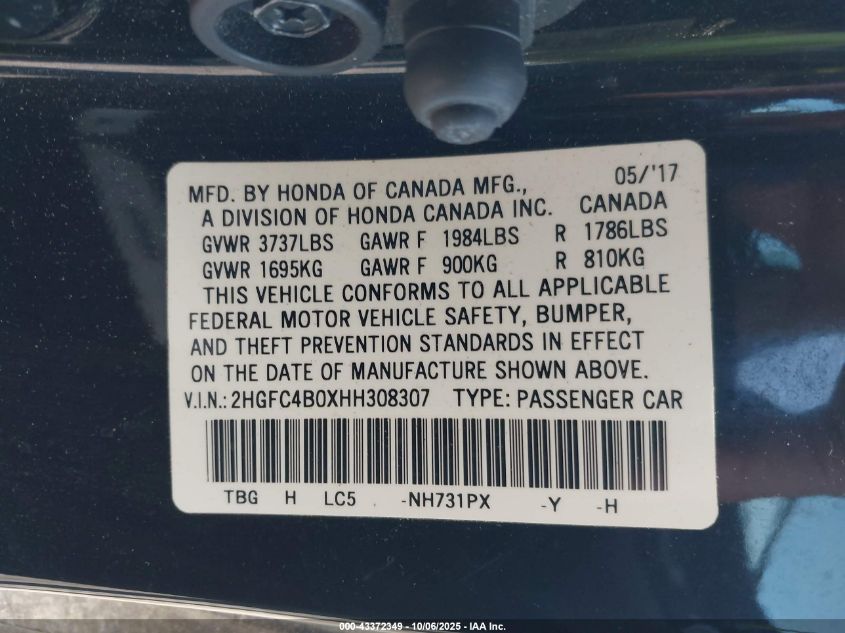 MFD. BY HONDA OF CANADA MFG., 05/'17
A DIVISION OF HONDA CANADA INC. CANADA
GVWR 3737LBS GAWR F 1984LBS R 1786LBS
GVWR 1695KG GAWR F 900KG R 810KG
THIS VEHICLE CONFORMS TO ALL APPLICABLE
FEDERAL MOTOR VEHICLE SAFETY, BUMPER,
AND THEFT PREVENTION STANDARDS IN EFFECT
ON THE DATE OF MANUFACTURE SHOWN ABOVE.
V.I.N.: 2HGFC4B0XHH308307 TYPE: PASSENGER CAR
TBG H LC5 -NH731PX -Y -H
000-43372349 - 10/06/2025 - IAA Inc.